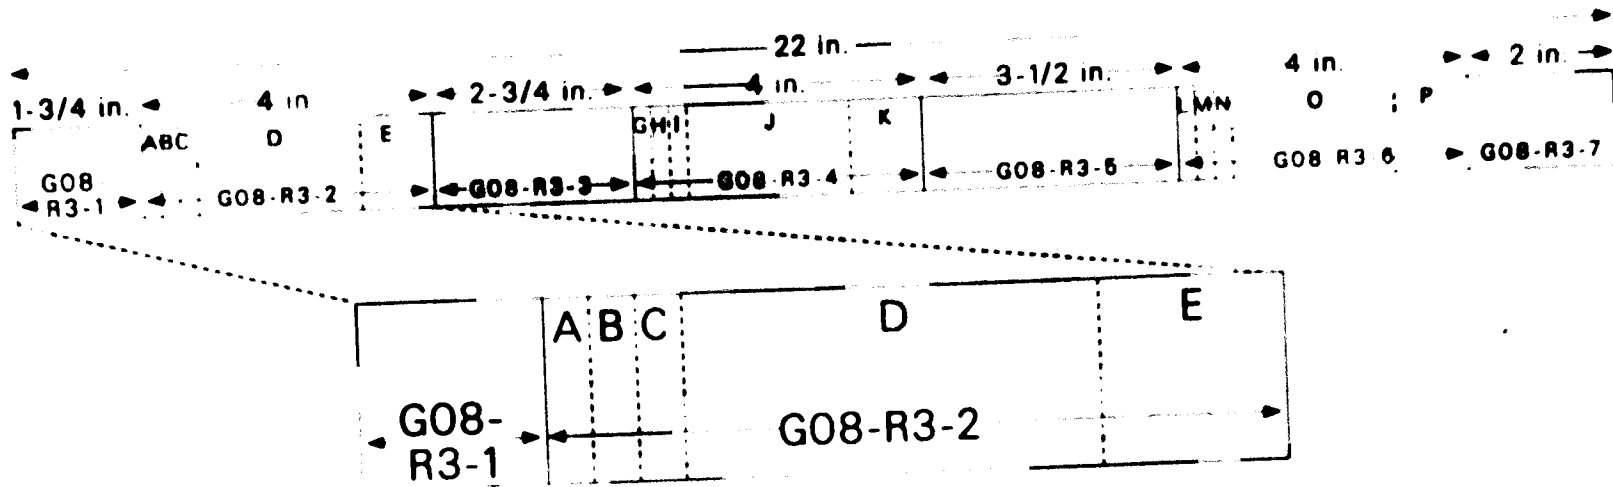 22 in.
1-3/4 in. 4 in 2-3/4 in. 4 in. 3-1/2 in. 4 in. 2 in.
ABC D E G H I J K L M N O P
G08 R3-1 G08-R3-2 G08-R3-3 G08-R3-4 G08-R3-5 G08 R3 6 G08-R3-7
A B C D E
G08-R3-1 G08-R3-2